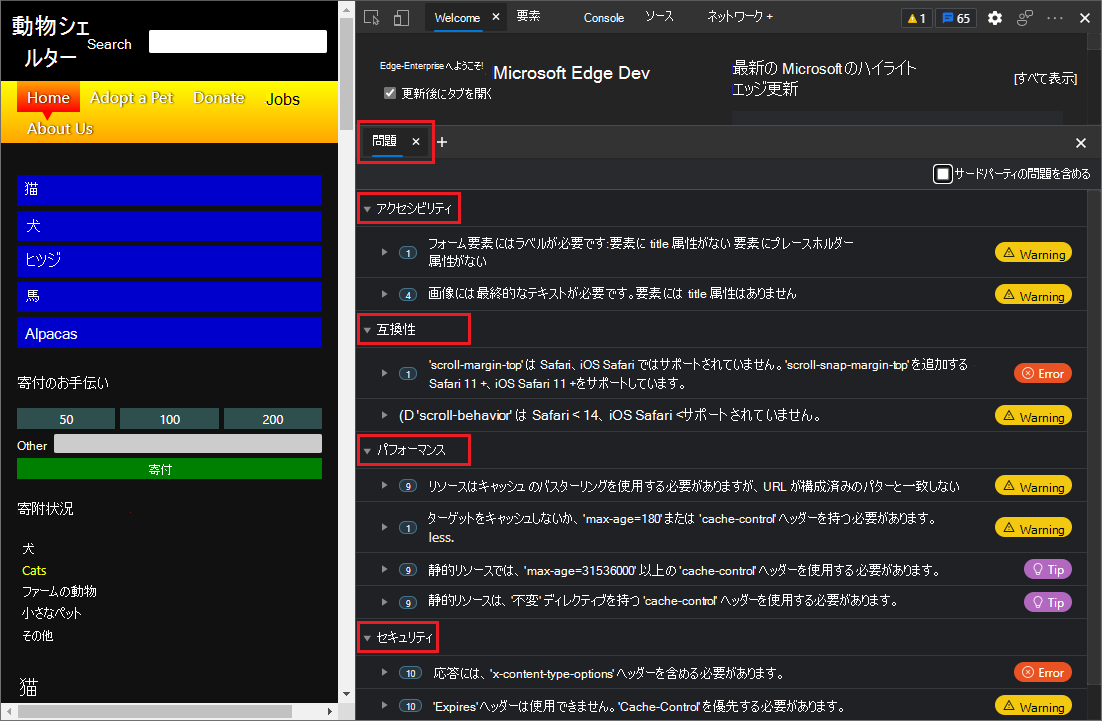 動物シェ
ルター
Search
Home
Adopt a Pet
Donate
Jobs
About Us
猫
犬
ヒツジ
馬
Alpacas
寄付のお手伝い
50
100
200
Other
寄付
寄附状況
犬
Cats
ファームの動物
小さなペット
その他
猫
Welcome ×
要素
Console
ソース
ネットワーク +
1
65
Edge-Enterpriseへようこそ!
Microsoft Edge Dev
更新後にタブを開く
最新の Microsoftのハイライト
エッジ更新
[すべて表示]
問題
サードパーティの問題を含める
アクセシビリティ
1
フォーム要素にはラベルが必要です:要素に title 属性がない 要素にプレースホルダー
属性がない
Warning
4
画像には最終的なテキストが必要です。要素には title 属性はありません
Warning
互換性
1
'scroll-margin-top'は Safari、iOS Safari ではサポートされていません。'scroll-snap-margin-top'を追加する
Safari 11 +、iOS Safari 11 +をサポートしています。
Error
(D 'scroll-behavior' は Safari < 14、iOS Safari <サポートされていません。
Warning
パフォーマンス
9
リソースはキャッシュ のバスターリングを使用する必要がありますが、URL が構成済みのパターと一致しない
Warning
1
ターゲットをキャッシュしないか、'max-age=180'または 'cache-control'ヘッダーを持つ必要があります。
less.
Warning
9
静的リソースでは、'max-age=31536000' 以上の 'cache-control'ヘッダーを使用する必要があります。
Tip
9
静的リソースは、'不変' ディレクティブを持つ 'cache-control' ヘッダーを使用する必要があります。
Tip
セキュリティ
10
応答には、'x-content-type-options'ヘッダーを含める必要があります。
Error
10
'Expires'ヘッダーは使用できません。'Cache-Control'を優先する必要があります。
Warning